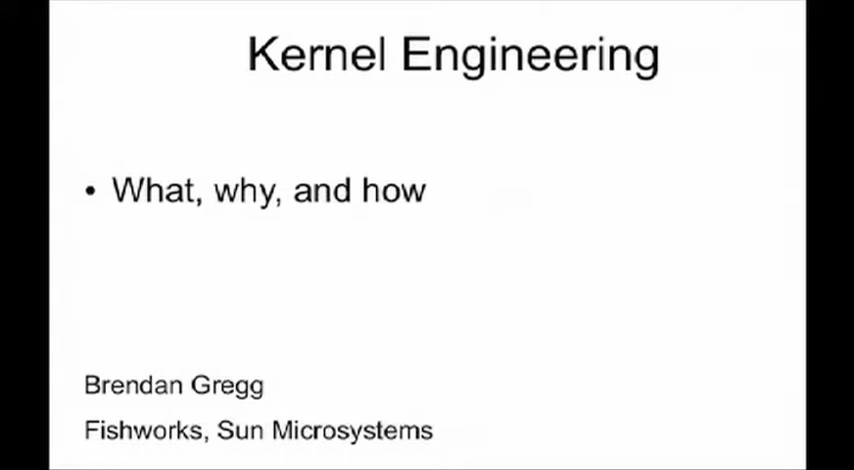 Kernel Engineering
• What, why, and how
Brendan Gregg
Fishworks, Sun Microsystems